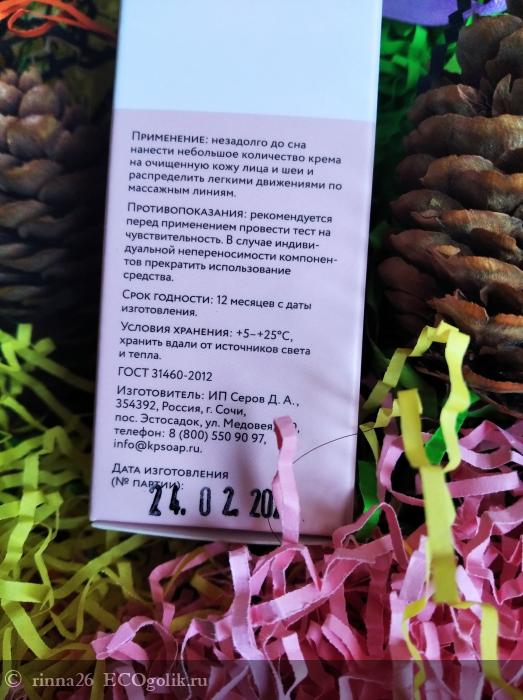 Применение: незадолго до сна
нанести небольшое количество крема
на очищенную кожу лица и шеи и
распределить легкими движениями по
массажным линиям.
Противопоказания: рекомендуется
перед применением провести тест на
чувствительность. В случае индиви-
дуальной непереносимости компонен-
тов прекратить использование
средства.
Срок годности: 12 месяцев с даты
изготовления.
Условия хранения: +5–+25°С,
хранить вдали от источников света
и тепла.
ГОСТ 31460-2012
Изготовитель: ИП Серов Д. А.,
354392, Россия, г. Сочи,
пос. Эстосадок, ул.
телефон: 8 (800) 550 90 97,
info@kpsoap.ru.
Дата изготовления
(№ партии):
24. 02.
© rinna26 ECOgolik.ru